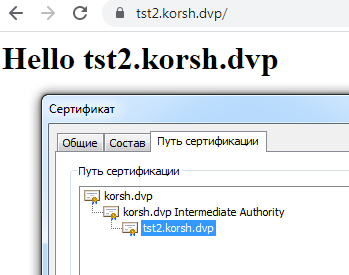 tst2.korsh.dvp/
Hello tst2.korsh.dvp
Сертификат
Общие Состав Путь сертификации
Путь сертификации
korsh.dvp
korsh.dvp Intermediate Authority
tst2.korsh.dvp